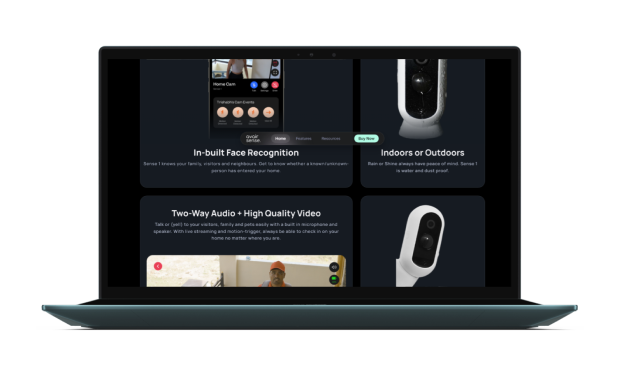 Home Cam
avoir
sense
Home
Features
Resources
Buy Now
In-built Face Recognition
Sense 1 knows your family, visitors and neighbours. Get to know whether a known/unknown
person has entered your home.
Indoors or Outdoors
Rain or Shine always have peace of mind. Sense 1
is water and dust proof.
Two-Way Audio + High Quality Video
Talk or (yell) to your visitors, family and pets easily with a built in microphone and
speaker. With live streaming and motion-trigger, always be able to check in on your
home no matter where you are.